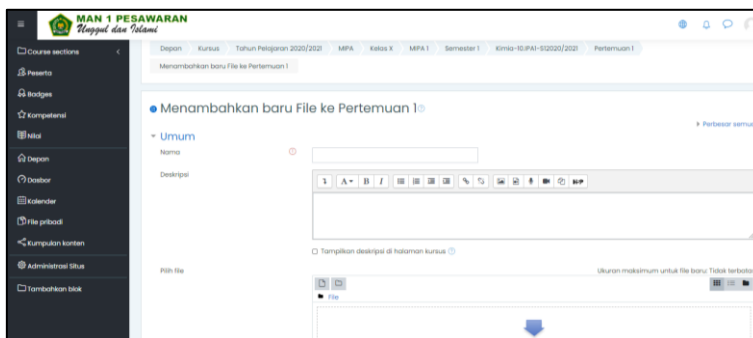 MAN 1 PESAWARAN
Unggul dan Islami
Course sections
Peserta
Badges
Kompetensi
Nilai
Depan
Dasbor
Kalender
File pribadi
Kumpulan konten
Administrasi Situs
Tambahkan blok
Depan Kursus Tahun Pelajaran 2020/2021 MIPA Kelas X MIPA 1 Semester 1 Kimia-10.IPA1-S12020/2021 Pertemuan 1
Menambahkan baru File ke Pertemuan 1
Menambahkan baru File ke Pertemuan 1
Perbesar semua
Umum
Nama
Deskripsi
A B I H-P
Tampilkan deskripsi di halaman kursus
Pilih file
Ukuran maksimum untuk file baru: Tidak terbatas
File